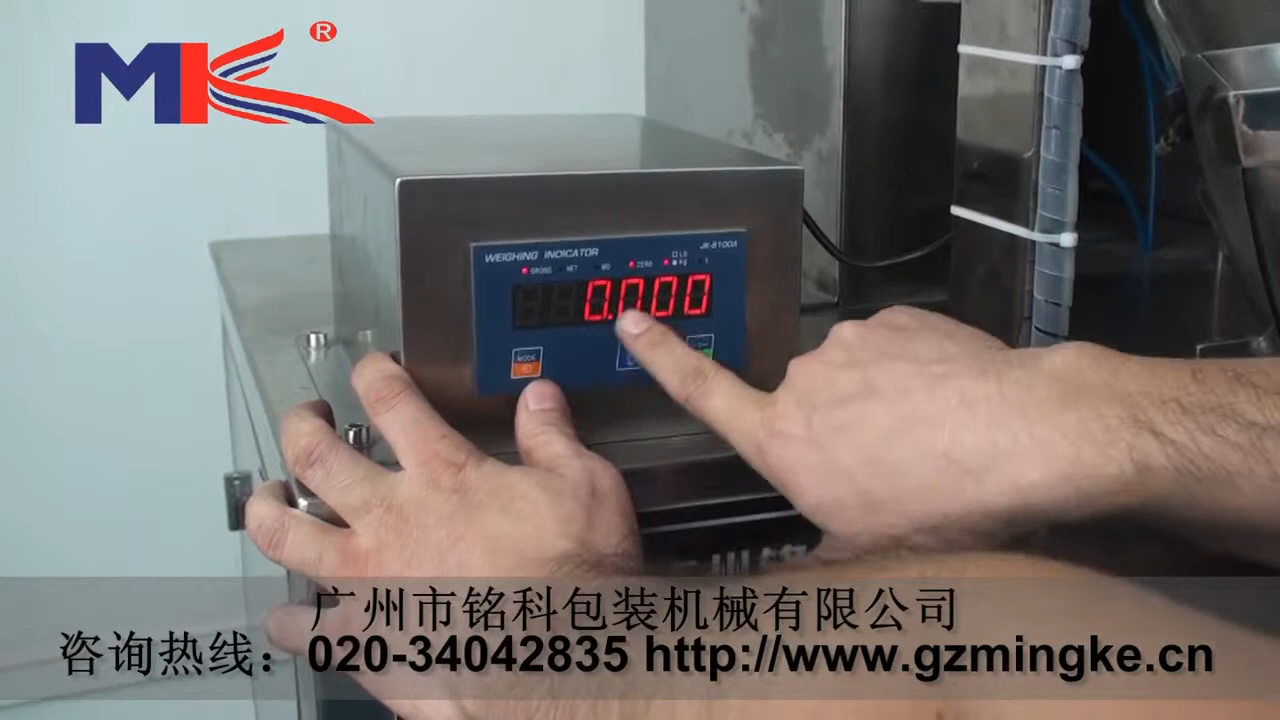 MK®
WEIGHING INDICATOR JK-8100A
GROSS NET MO ZERO Lb kg
0.000
MODE
广州市铭科包装机械有限公司
咨询热线：020-34042835 http://www.gzmingke.cn